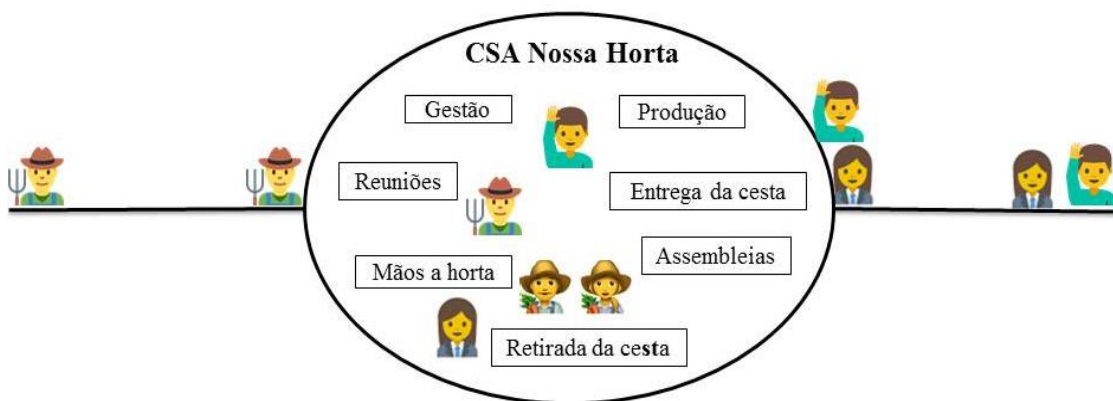 CSA Nossa Horta
Gestão
Produção
Reuniões
Entrega da cesta
Mãos a horta
Assembleias
Retirada da cesta